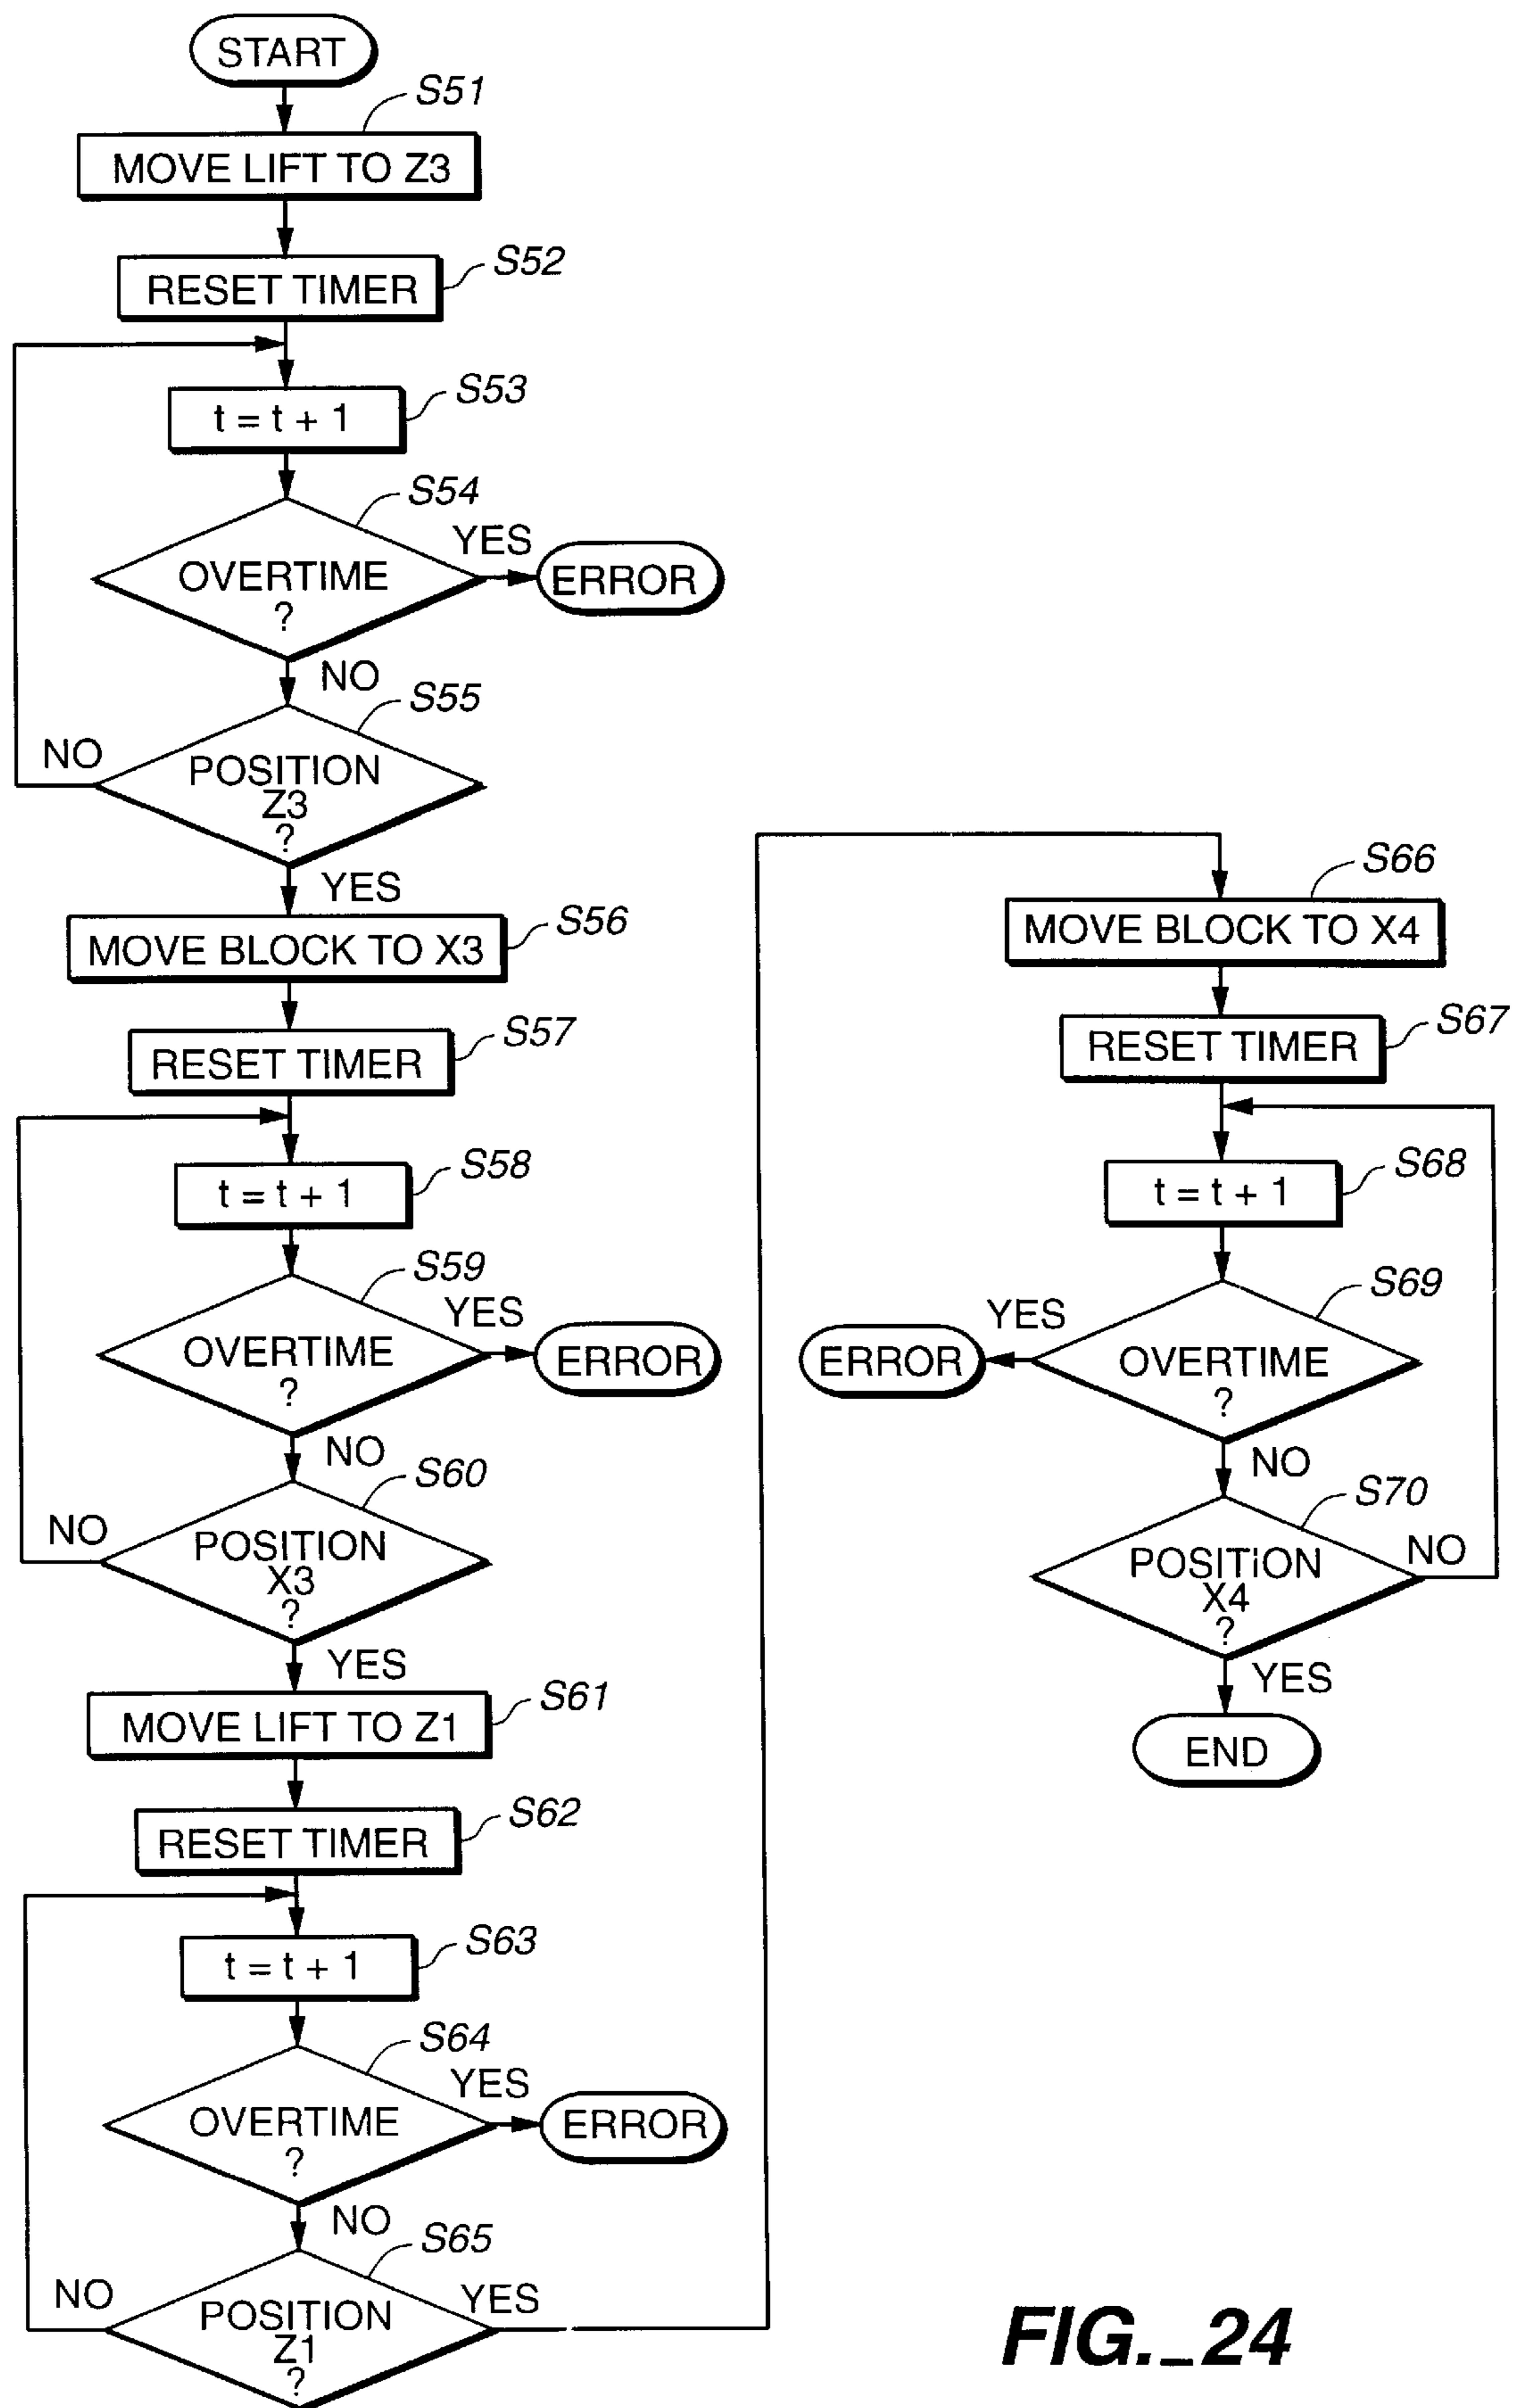 START
S51
MOVE LIFT TO Z3
S52
RESET TIMER
S53
t = t + 1
S54
YES
OVERTIME
?
ERROR
NO
S55
NO
POSITION
Z3
?
YES
S56
MOVE BLOCK TO X3
S57
RESET TIMER
S58
t = t + 1
S59
YES
OVERTIME
?
ERROR
NO
S60
NO
POSITION
X3
?
YES
S61
MOVE LIFT TO Z1
S62
RESET TIMER
S63
t = t + 1
S64
YES
OVERTIME
?
ERROR
NO
S65
NO
YES
POSITION
Z1
?
S66
MOVE BLOCK TO X4
S67
RESET TIMER
S68
t = t + 1
S69
YES
ERROR
OVERTIME
?
NO
S70
NO
POSITiON
X4
?
YES
END
FIG._24